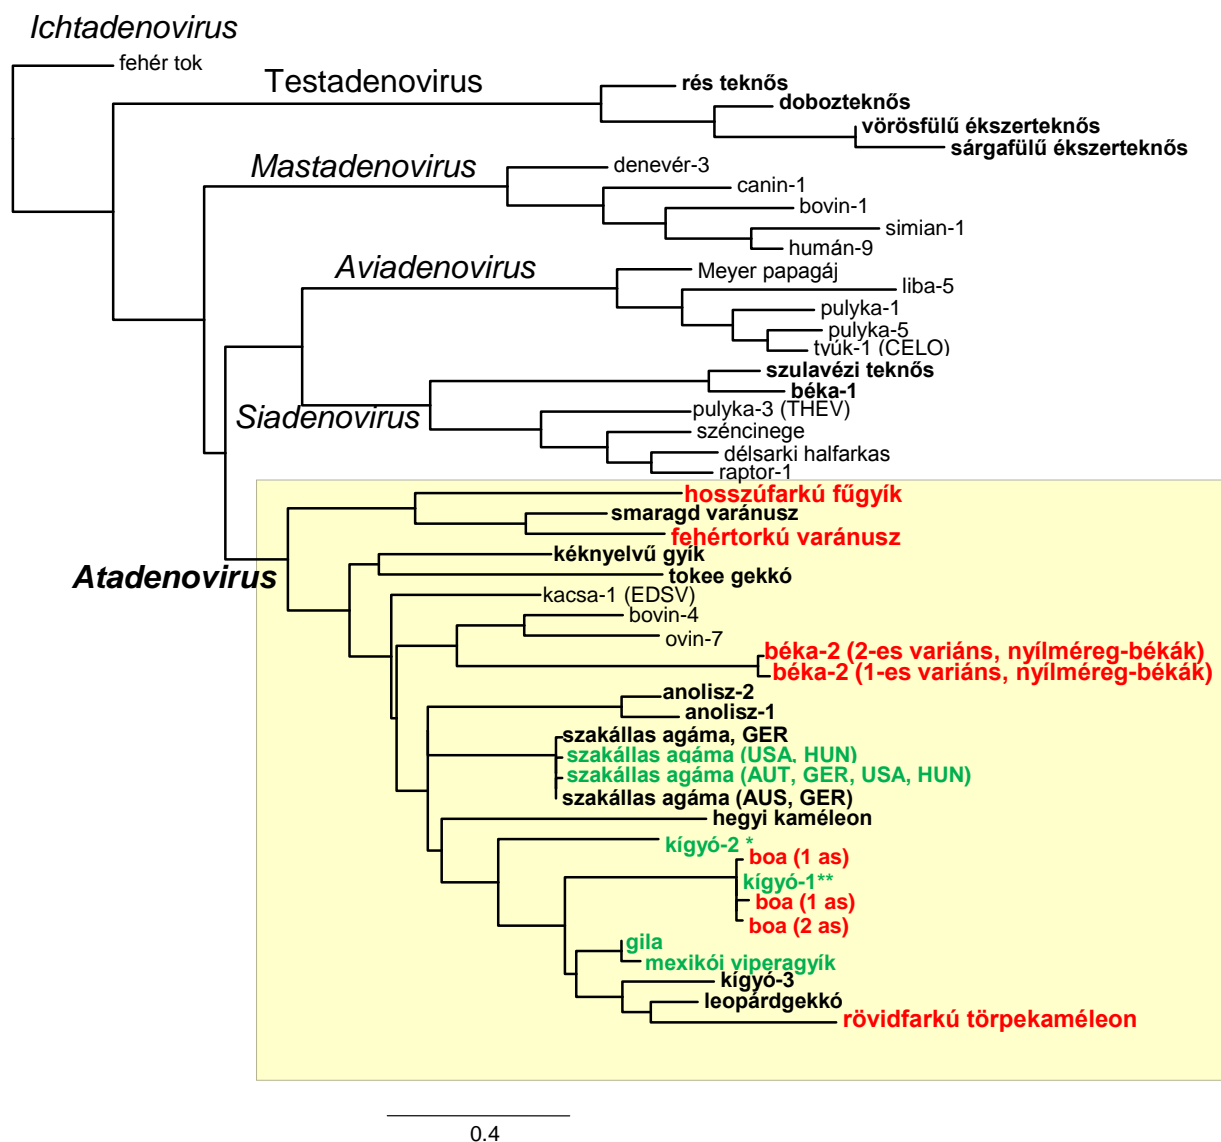 Ichtadenovirus
fehér tok
Testadenovirus
rés teknős
dobozteknős
vörösfülű ékszerteknős
sárgafülű ékszerteknős
Mastadenovirus
denevér-3
canin-1
bovin-1
simian-1
humán-9
Aviadenovirus
Meyer papagáj
liba-5
pulyka-1
pulyka-5
tyúk-1 (CELO)
szulavézi teknős
béka-1
Siadenovirus
pulyka-3 (THEV)
széncinege
délsarki halfarkas
raptor-1
hosszúfarkú fűgyík
smaragd varánusz
fehértorkú varánusz
kéknyelvű gyík
Atadenovirus
tokee gekkó
kacsa-1 (EDSV)
bovin-4
ovin-7
béka-2 (2-es variáns, nyílméreg-békák)
béka-2 (1-es variáns, nyílméreg-békák)
anolisz-2
anolisz-1
szakállas agáma, GER
szakállas agáma (USA, HUN)
szakállas agáma (AUT, GER, USA, HUN)
szakállas agáma (AUS, GER)
hegyi kaméleon
kígyó-2 *
boa (1 as)
kígyó-1**
boa (1 as)
boa (2 as)
gila
mexikói viperagyík
kígyó-3
leopárdgekkó
rövidfarkú törpekaméleon
0.4